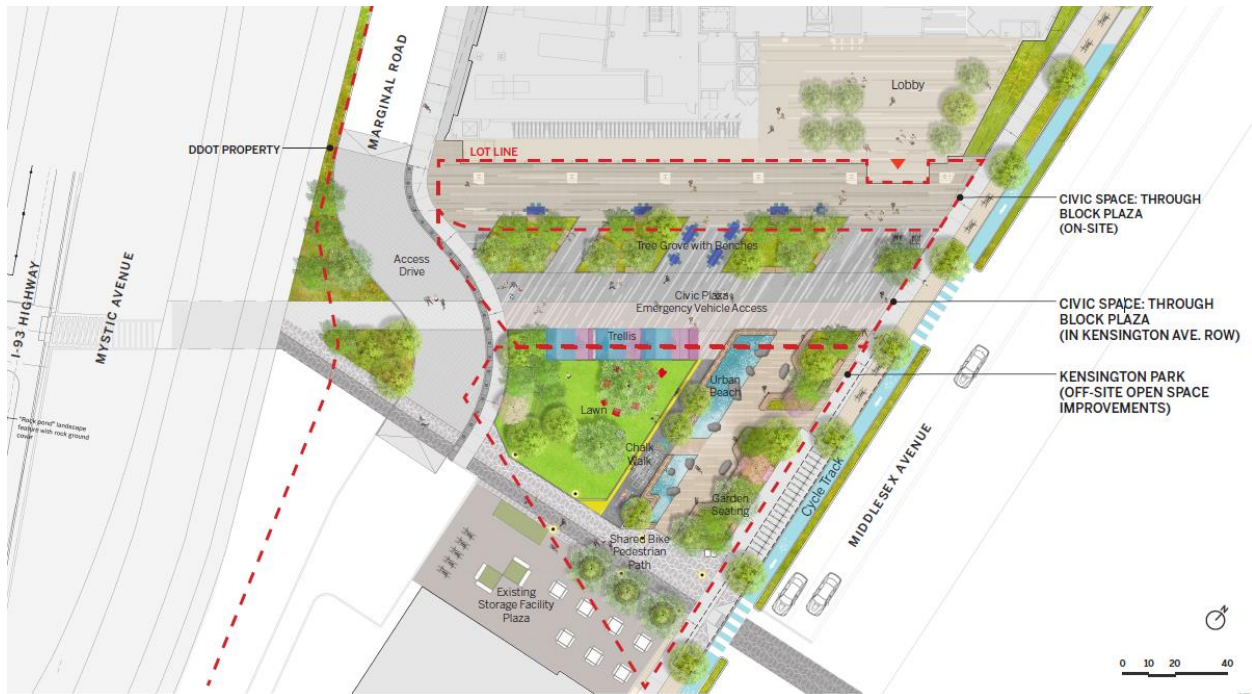 MARGINAL ROAD
DDOT PROPERTY
LOT LINE
Lobby
CIVIC SPACE: THROUGH
BLOCK PLAZA
(ON-SITE)
Tree Grove with Benches
Access
Drive
I-93 HIGHWAY
MYSTIC AVENUE
Civic Plaza
Emergency Vehicle Access
CIVIC SPACE: THROUGH
BLOCK PLAZA
(IN KENSINGTON AVE. ROW)
Trellis
Urban
Beach
KENSINGTON PARK
(OFF-SITE OPEN SPACE
IMPROVEMENTS)
Lawn
"Rock pond" landscape
feature with rock ground
cover
Chalk
Walk
Garden
Seating
Cycle Track
MIDDLESEX AVENUE
Shared Bike
Pedestrian
Path
Existing
Storage Facility
Plaza
N
0 10 20 40